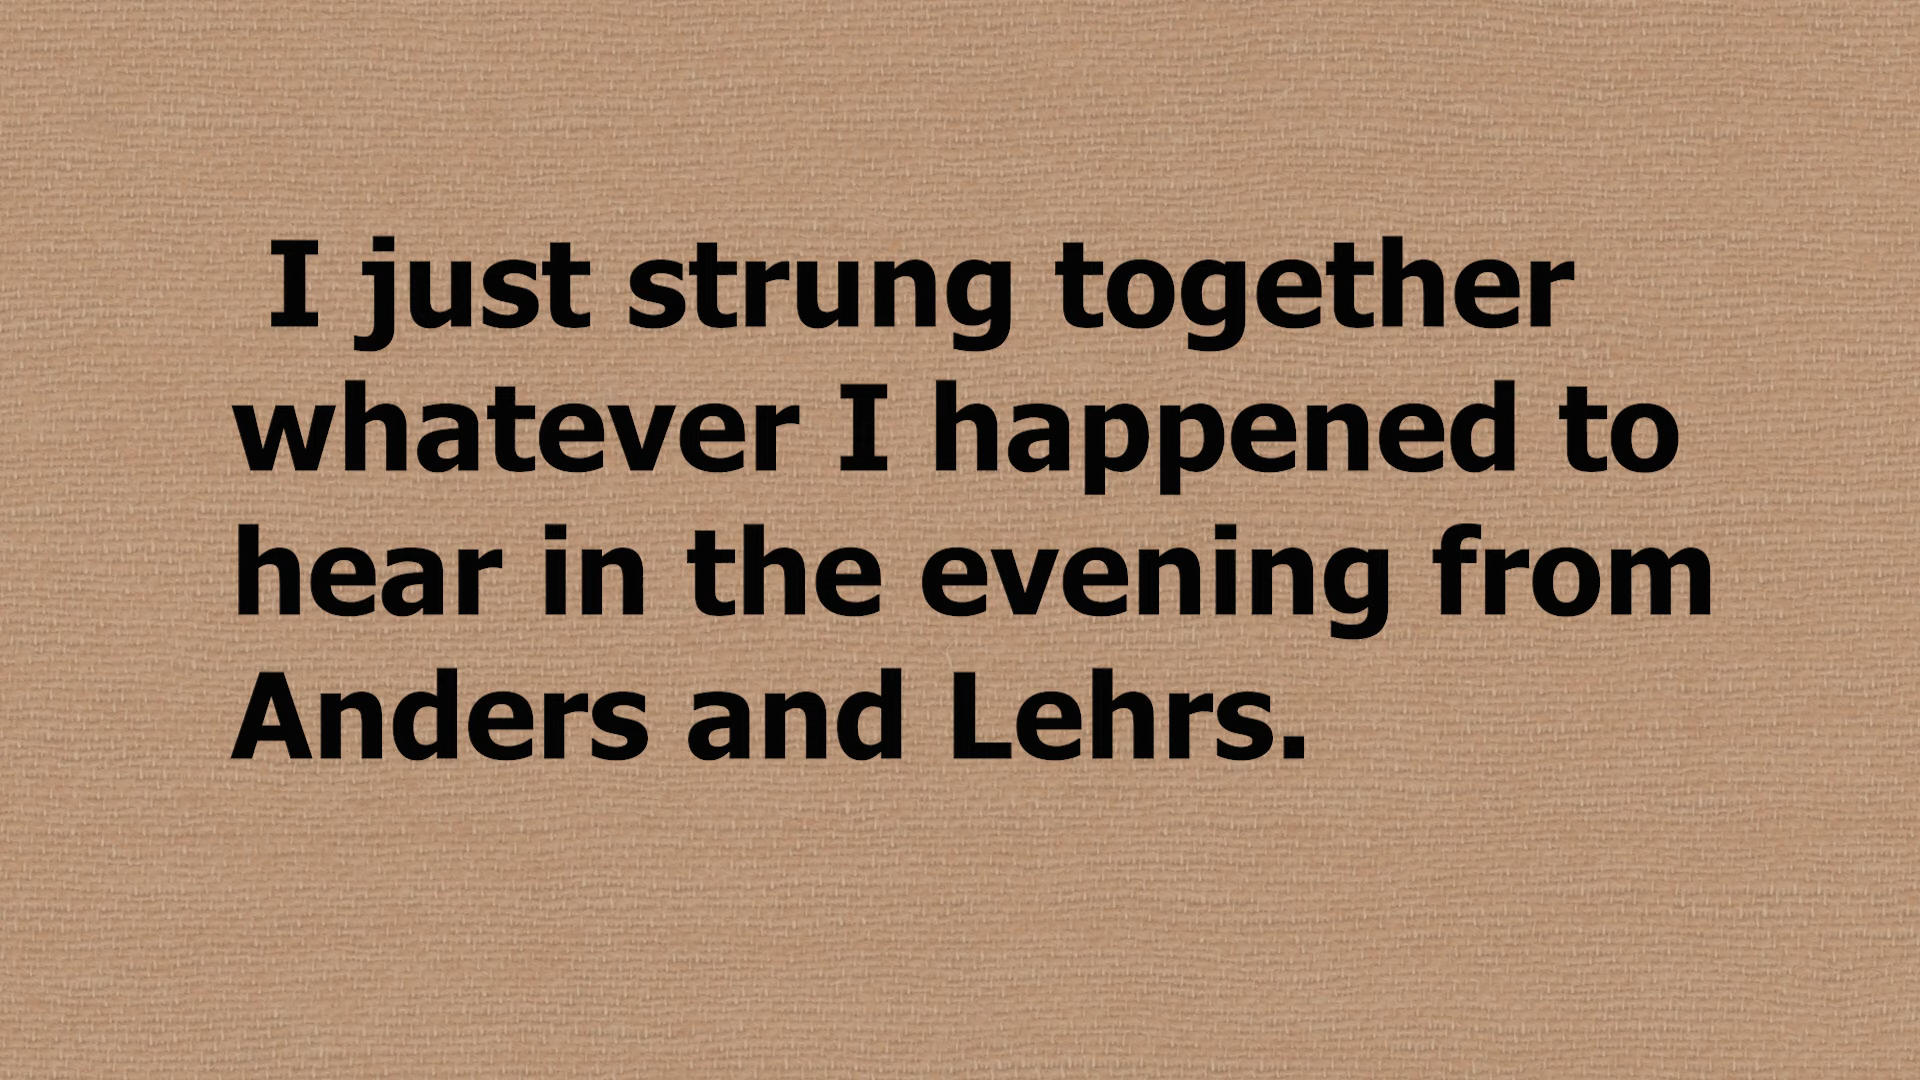 I just strung together
whatever I happened to
hear in the evening from
Anders and Lehrs.